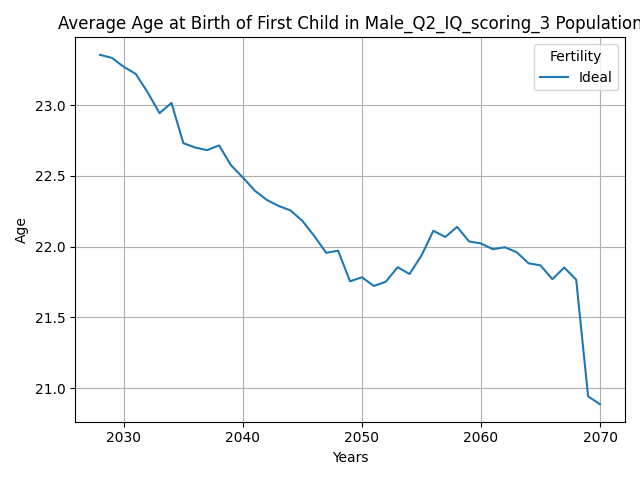 Average Age at Birth of First Child in Male_Q2_IQ_scoring_3 Population
Fertility
Ideal
23.0
22.5
22.0
21.5
21.0
Age
2030 2040 2050 2060 2070
Years